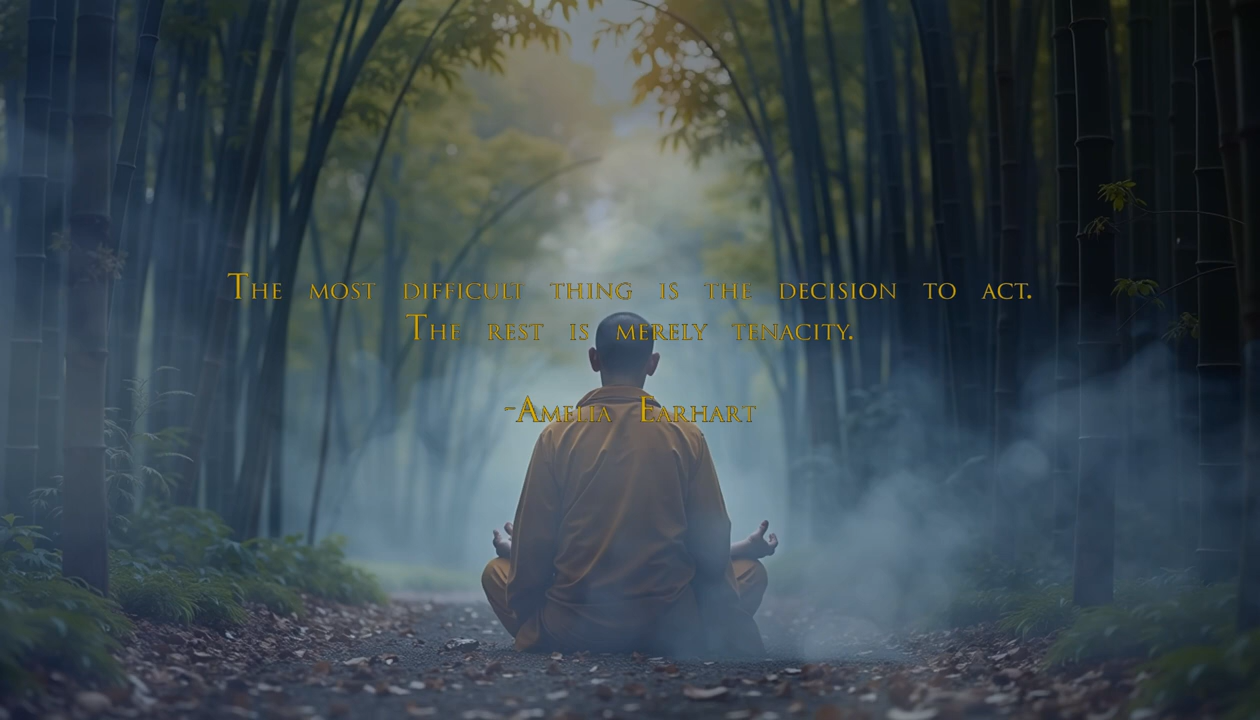 The most difficult thing is the decision to act.
The rest is merely tenacity.
~Amelia Earhart